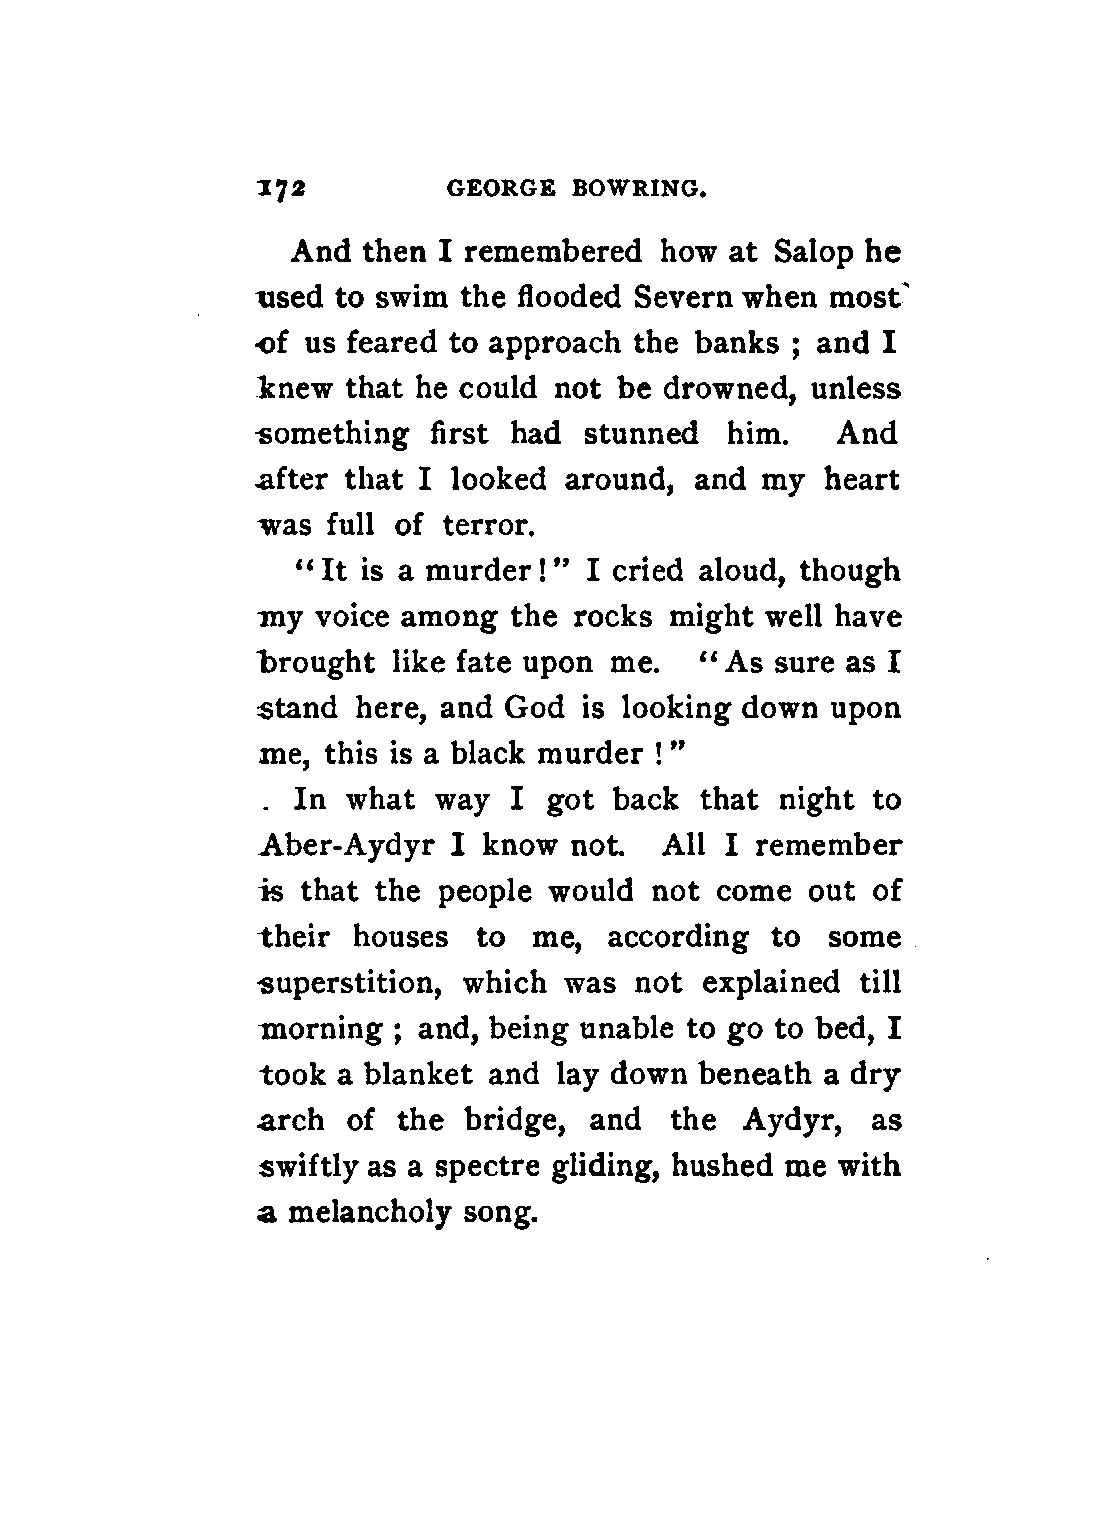 172 GEORGE BOWRING.
And then I remembered how at Salop he
used to swim the flooded Severn when most
of us feared to approach the banks ; and I
knew that he could not be drowned, unless
something first had stunned him. And
after that I looked around, and my heart
was full of terror.
“It is a murder!” I cried aloud, though
my voice among the rocks might well have
brought like fate upon me. “As sure as I
stand here, and God is looking down upon
me, this is a black murder !”
In what way I got back that night to
Aber-Aydyr I know not. All I remember
is that the people would not come out of
their houses to me, according to some
superstition, which was not explained till
morning ; and, being unable to go to bed, I
took a blanket and lay down beneath a dry
arch of the bridge, and the Aydyr, as
swiftly as a spectre gliding, hushed me with
a melancholy song.